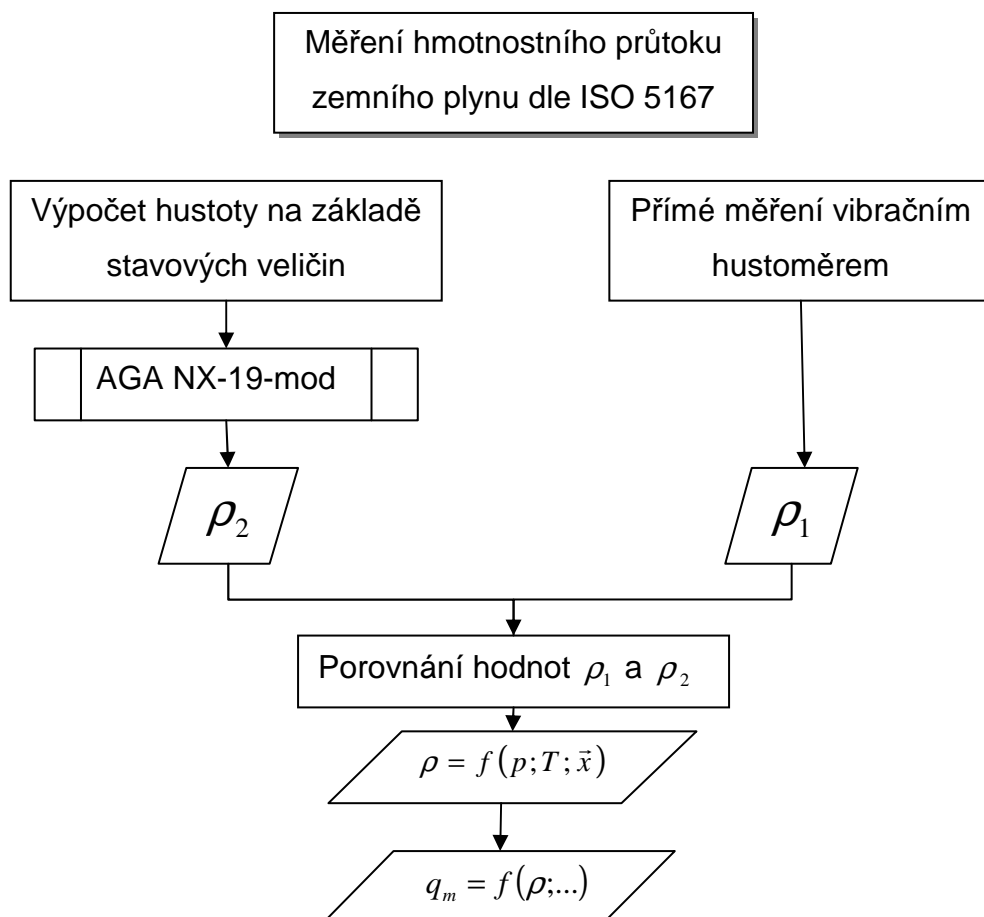 Měření hmotnostního průtoku
zemního plynu dle ISO 5167
Výpočet hustoty na základě
stavových veličin
Přímé měření vibračním
hustoměrem
AGA NX-19-mod
ρ₂
ρ₁
Porovnání hodnot ρ₁ a ρ₂
ρ = f(p;T;x⃗)
qₘ = f(ρ;...)